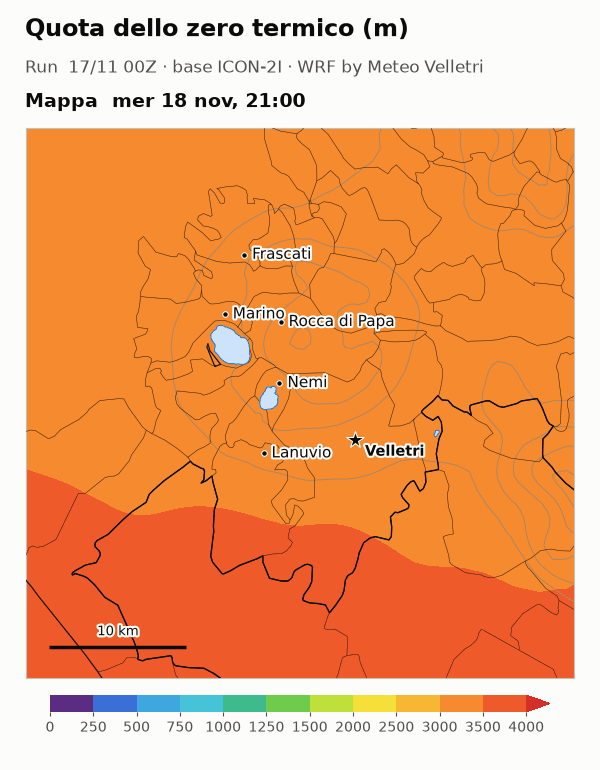 Quota dello zero termico (m)
Run  17/11 00Z · base ICON-2I · WRF by Meteo Velletri
Mappa  mer 18 nov, 21:00
Frascati
Marino
Rocca di Papa
Nemi
Velletri
Lanuvio
10 km
0 250 500 750 1000 1250 1500 2000 2500 3000 3500 4000